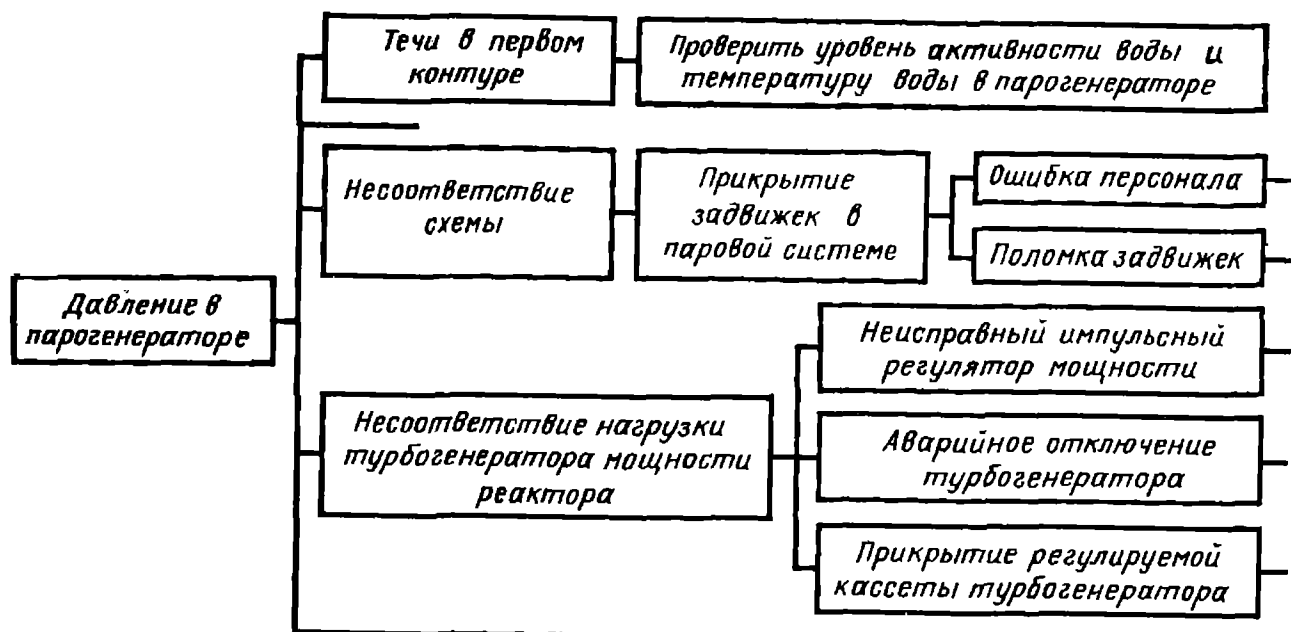 Течи в первом
контуре
Проверить уровень активности воды и
температуру воды в парогенераторе
Несоответствие
схемы
Прикрытие
задвижек в
паровой системе
Ошибка персонала
Поломка задвижек
Давление в
парогенераторе
Несоответствие нагрузки
турбогенератора мощности
реактора
Неисправный импульсный
регулятор мощности
Аварийное отключение
турбогенератора
Прикрытие регулируемой
кассеты турбогенератора